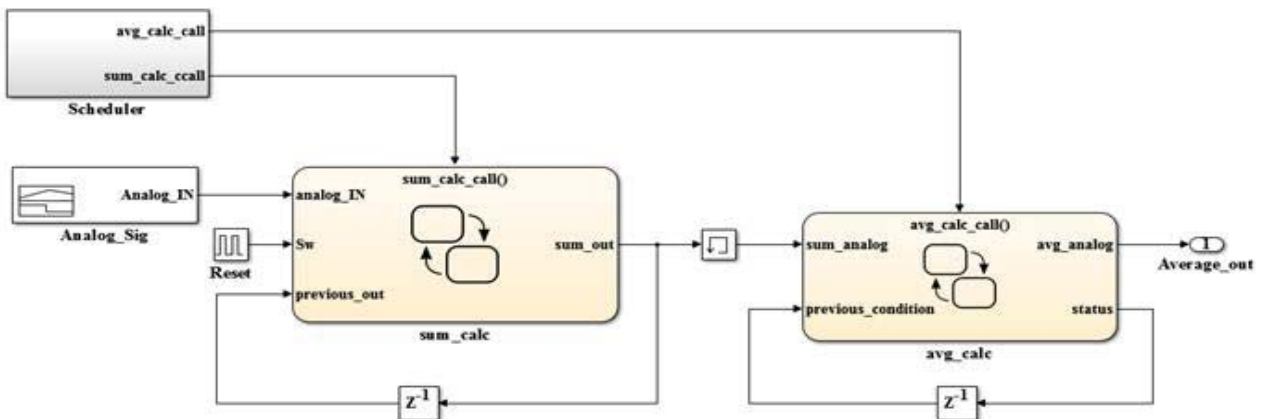 avg_calc_call
sum_calc_ccall
Scheduler
Analog_IN
Analog_Sig
Reset
sum_calc_call()
analog_IN
Sw
previous_out
sum_out
sum_calc
Z-1
avg_calc_call()
sum_analog
previous_condition
avg_analog
status
avg_calc
Z-1
1
Average_out